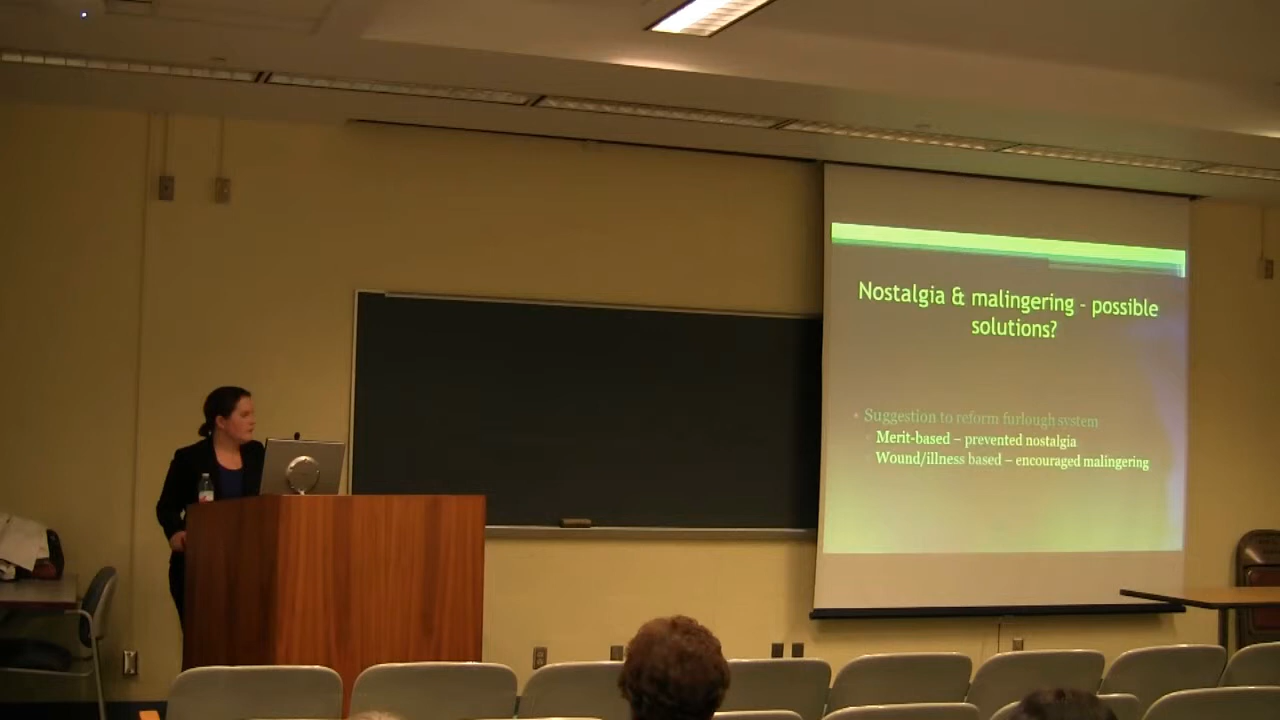 Nostalgia & malingering - possible
solutions?
• Suggestion to reform furlough system
Merit-based – prevented nostalgia
Wound/illness based – encouraged malingering